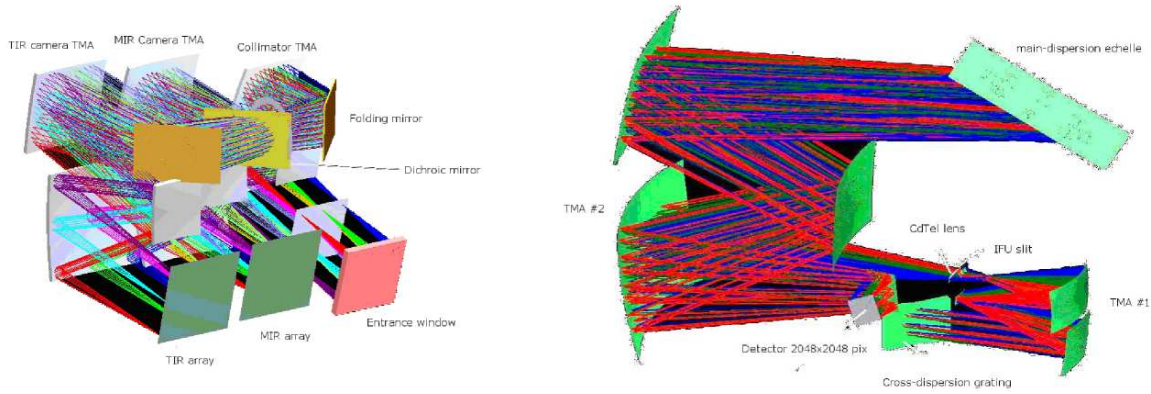 TIR camera TMA
MIR Camera TMA
Collimator TMA
Folding mirror
Dichroic mirror
Entrance window
MIR array
TIR array
main-dispersion echelle
TMA #2
CdTel lens
IFU slit
TMA #1
Detector 2048x2048 pix
Cross-dispersion grating